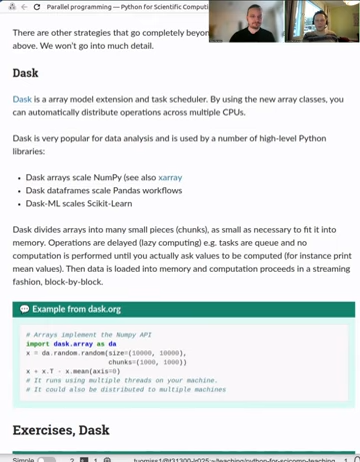 Parallel programming — Python for Scientific Computi
There are other strategies that go completely beyon
above. We won't go into much detail.
Dask
Dask is a array model extension and task scheduler. By using the new array classes, you
can automatically distribute operations across multiple CPUs.
Dask is very popular for data analysis and is used by a number of high-level Python
libraries:
• Dask arrays scale NumPy (see also xarray
• Dask dataframes scale Pandas workflows
• Dask-ML scales Scikit-Learn
Dask divides arrays into many small pieces (chunks), as small as necessary to fit it into
memory. Operations are delayed (lazy computing) e.g. tasks are queue and no
computation is performed until you actually ask values to be computed (for instance print
mean values). Then data is loaded into memory and computation proceeds in a streaming
fashion, block-by-block.
Example from dask.org
# Arrays implement the Numpy API
import dask.array as da
x = da.random.random(size=(10000, 10000),
chunks=(1000, 1000))
x + x.T - x.mean(axis=0)
# It runs using multiple threads on your machine.
# It could also be distributed to multiple machines
Exercises, Dask
Simple